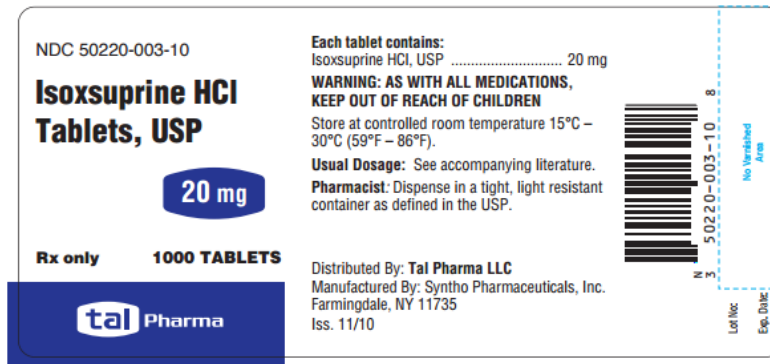 NDC 50220-003-10
Isoxsuprine HCl
Tablets, USP
20 mg
Rx only 1000 TABLETS
tal Pharma
Each tablet contains:
Isoxsuprine HCl, USP ............................ 20 mg
WARNING: AS WITH ALL MEDICATIONS,
KEEP OUT OF REACH OF CHILDREN
Store at controlled room temperature 15°C –
30°C (59°F – 86°F).
Usual Dosage: See accompanying literature.
Pharmacist: Dispense in a tight, light resistant
container as defined in the USP.
Distributed By: Tal Pharma LLC
Manufactured By: Syntho Pharmaceuticals, Inc.
Farmingdale, NY 11735
Iss. 11/10
N 3 50220-003-10 8
No Varnished
Area
Lot No:
Exp. Date: